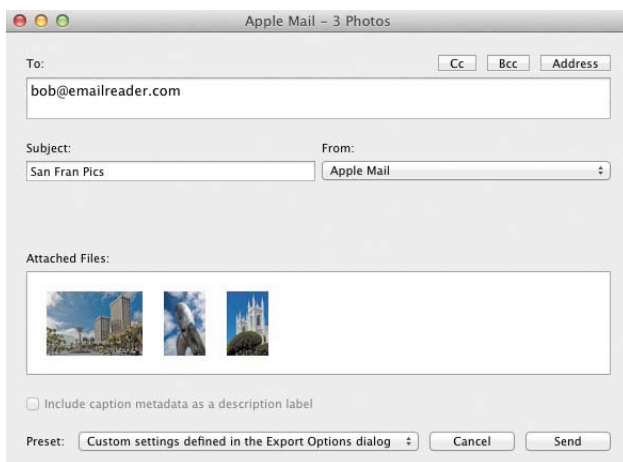 Apple Mail – 3 Photos
To:
Cc Bcc Address
bob@emailreader.com
Subject: From:
San Fran Pics Apple Mail
Attached Files:
Include caption metadata as a description label
Preset: Custom settings defined in the Export Options dialog Cancel Send